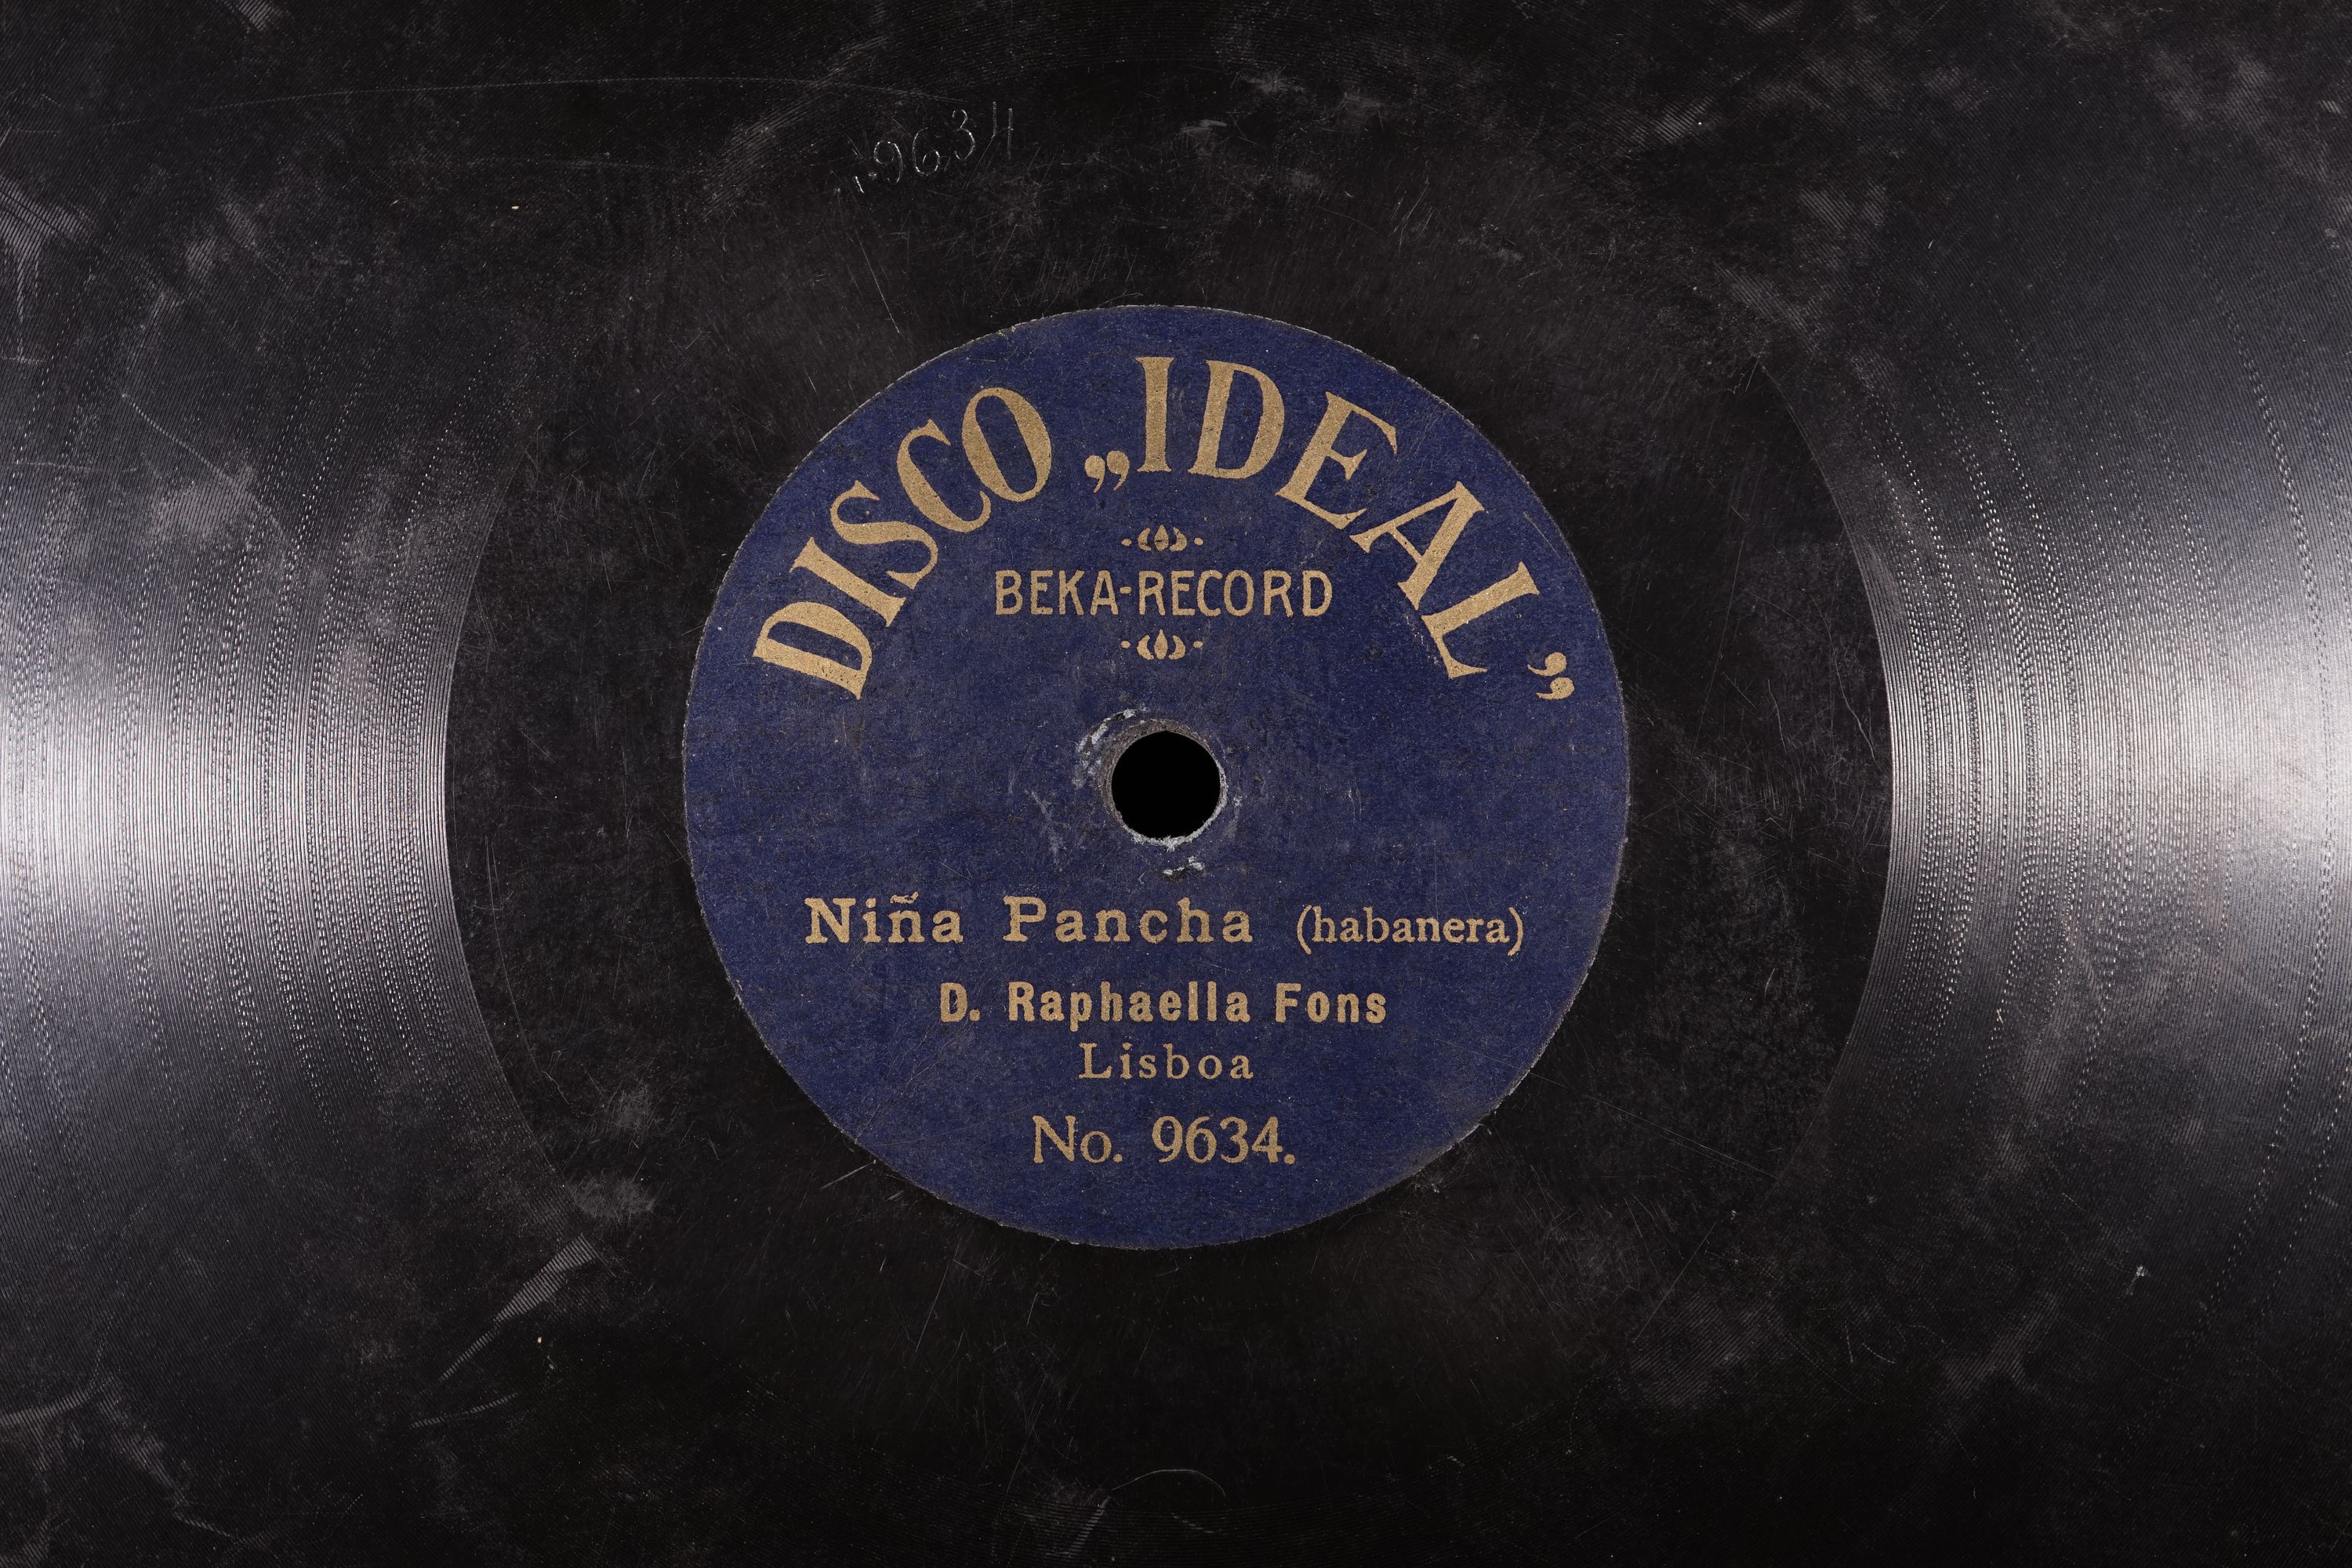 9634
DISCO „IDEAL”
BEKA-RECORD
Niña Pancha (habanera)
D. Raphaella Fons
Lisboa
No. 9634.